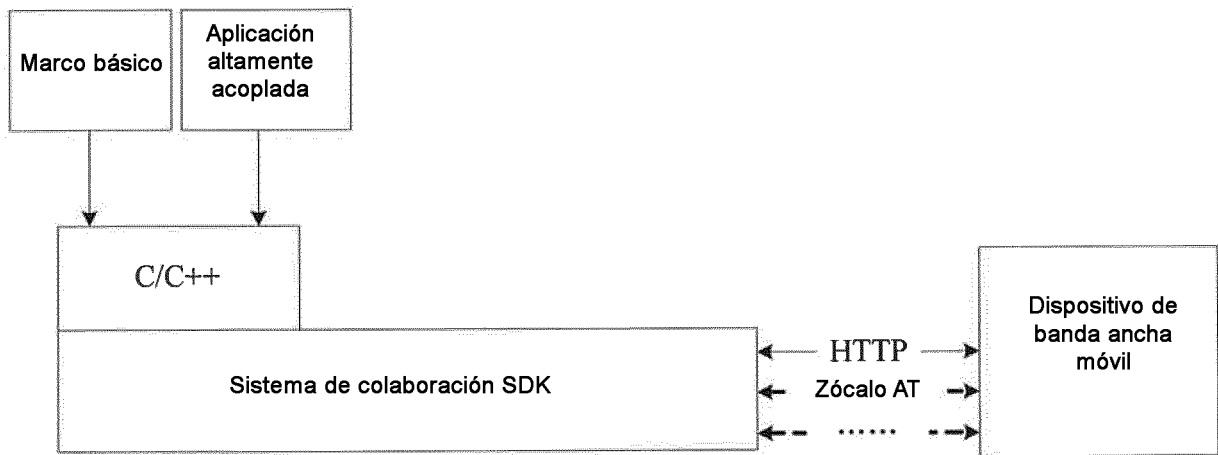 Marco básico
Aplicación
altamente
acoplada
C/C++
Sistema de colaboración SDK
HTTP
Zócalo AT
······
Dispositivo de
banda ancha
móvil